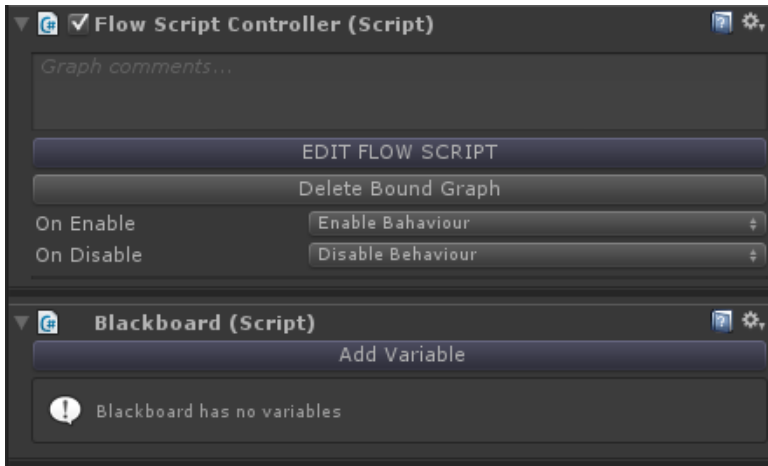 Flow Script Controller (Script)
Graph comments...
EDIT FLOW SCRIPT
Delete Bound Graph
On Enable Enable Bahaviour
On Disable Disable Behaviour
Blackboard (Script)
Add Variable
Blackboard has no variables